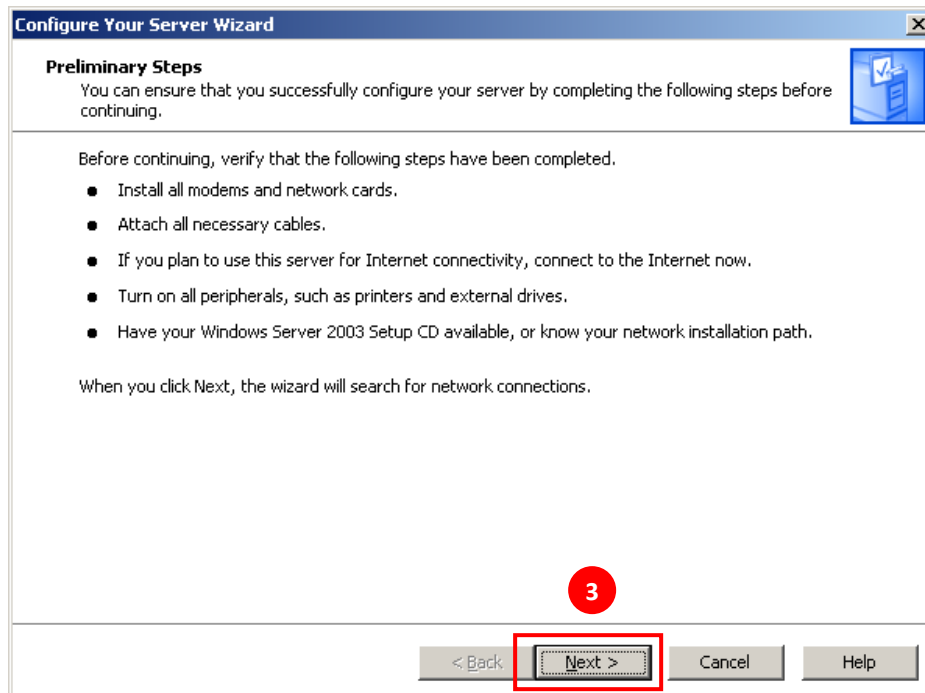 Configure Your Server Wizard
Preliminary Steps
You can ensure that you successfully configure your server by completing the following steps before
continuing.
Before continuing, verify that the following steps have been completed.
● Install all modems and network cards.
● Attach all necessary cables.
● If you plan to use this server for Internet connectivity, connect to the Internet now.
● Turn on all peripherals, such as printers and external drives.
● Have your Windows Server 2003 Setup CD available, or know your network installation path.
When you click Next, the wizard will search for network connections.
3
< Back Next > Cancel Help